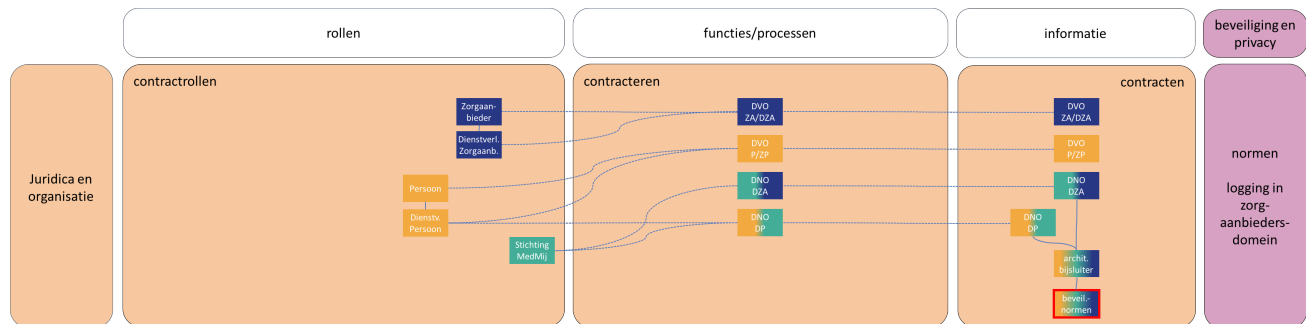 rollen
functies/processen
informatie
beveiliging en
privacy
Juridica en
organisatie
contractrollen
Zorgaan-
bieder
Dienstverl.
Zorgaanb.
Persoon
Dienstv.
Persoon
Stichting
MedMij
contracteren
DVO
ZA/DZA
DVO
P/ZP
DNO
DZA
DNO
DP
contracten
DVO
ZA/DZA
DVO
P/ZP
DNO
DZA
DNO
DP
archit.
bijsluiter
beveil.-
normen
normen
logging in
zorg-
aanbieders-
domein